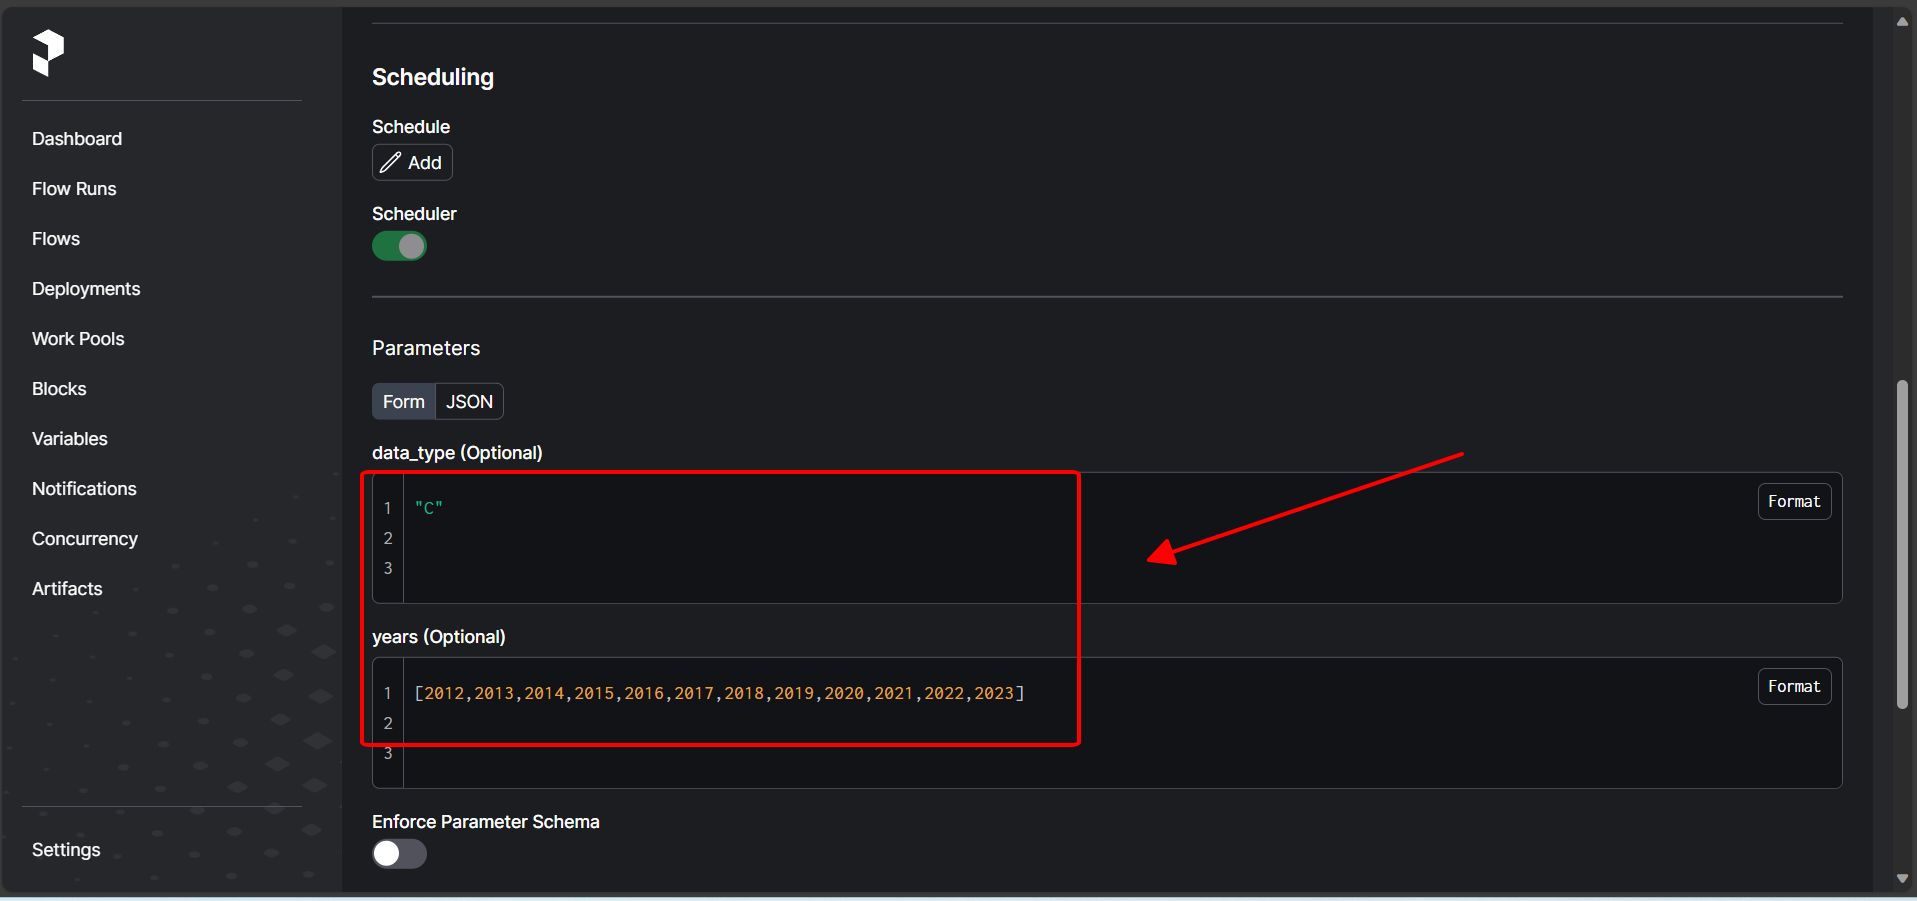 Dashboard
Flow Runs
Flows
Deployments
Work Pools
Blocks
Variables
Notifications
Concurrency
Artifacts
Settings
Scheduling
Schedule
Add
Scheduler
Parameters
Form JSON
data_type (Optional)
1 "C"
2
3
Format
years (Optional)
1 [2012,2013,2014,2015,2016,2017,2018,2019,2020,2021,2022,2023]
2
3
Format
Enforce Parameter Schema